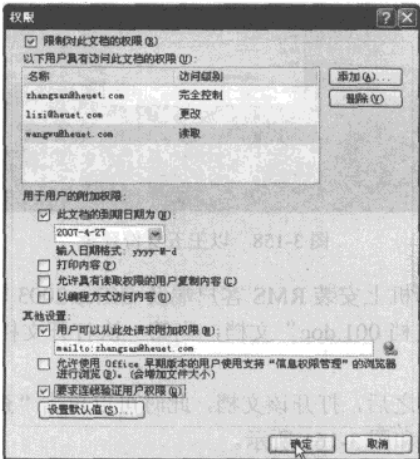 权限
限制对此文档的权限(R)
以下用户具有访问此文档的权限(U):
名称 访问级别
zhangsan@heuet.com 完全控制
lisi@heuet.com 更改
wangwu@heuet.com 读取
添加(A)...
删除(V)
用于用户的附加权限:
此文档的到期日期为(H):
2007-4-27
输入日期格式: yyyy-M-d
打印内容(P)
允许具有读取权限的用户复制内容(C)
以编程方式访问内容(O)
其他设置:
用户可以从此处请求附加权限(N):
mailto:zhangsan@heuet.com
允许使用 Office 早期版本的用户使用支持“信息权限管理”的浏览器
进行浏览(B)。(会增加文件大小)
要求连线验证用户权限(Q)
设置默认值(S)...
确定
取消